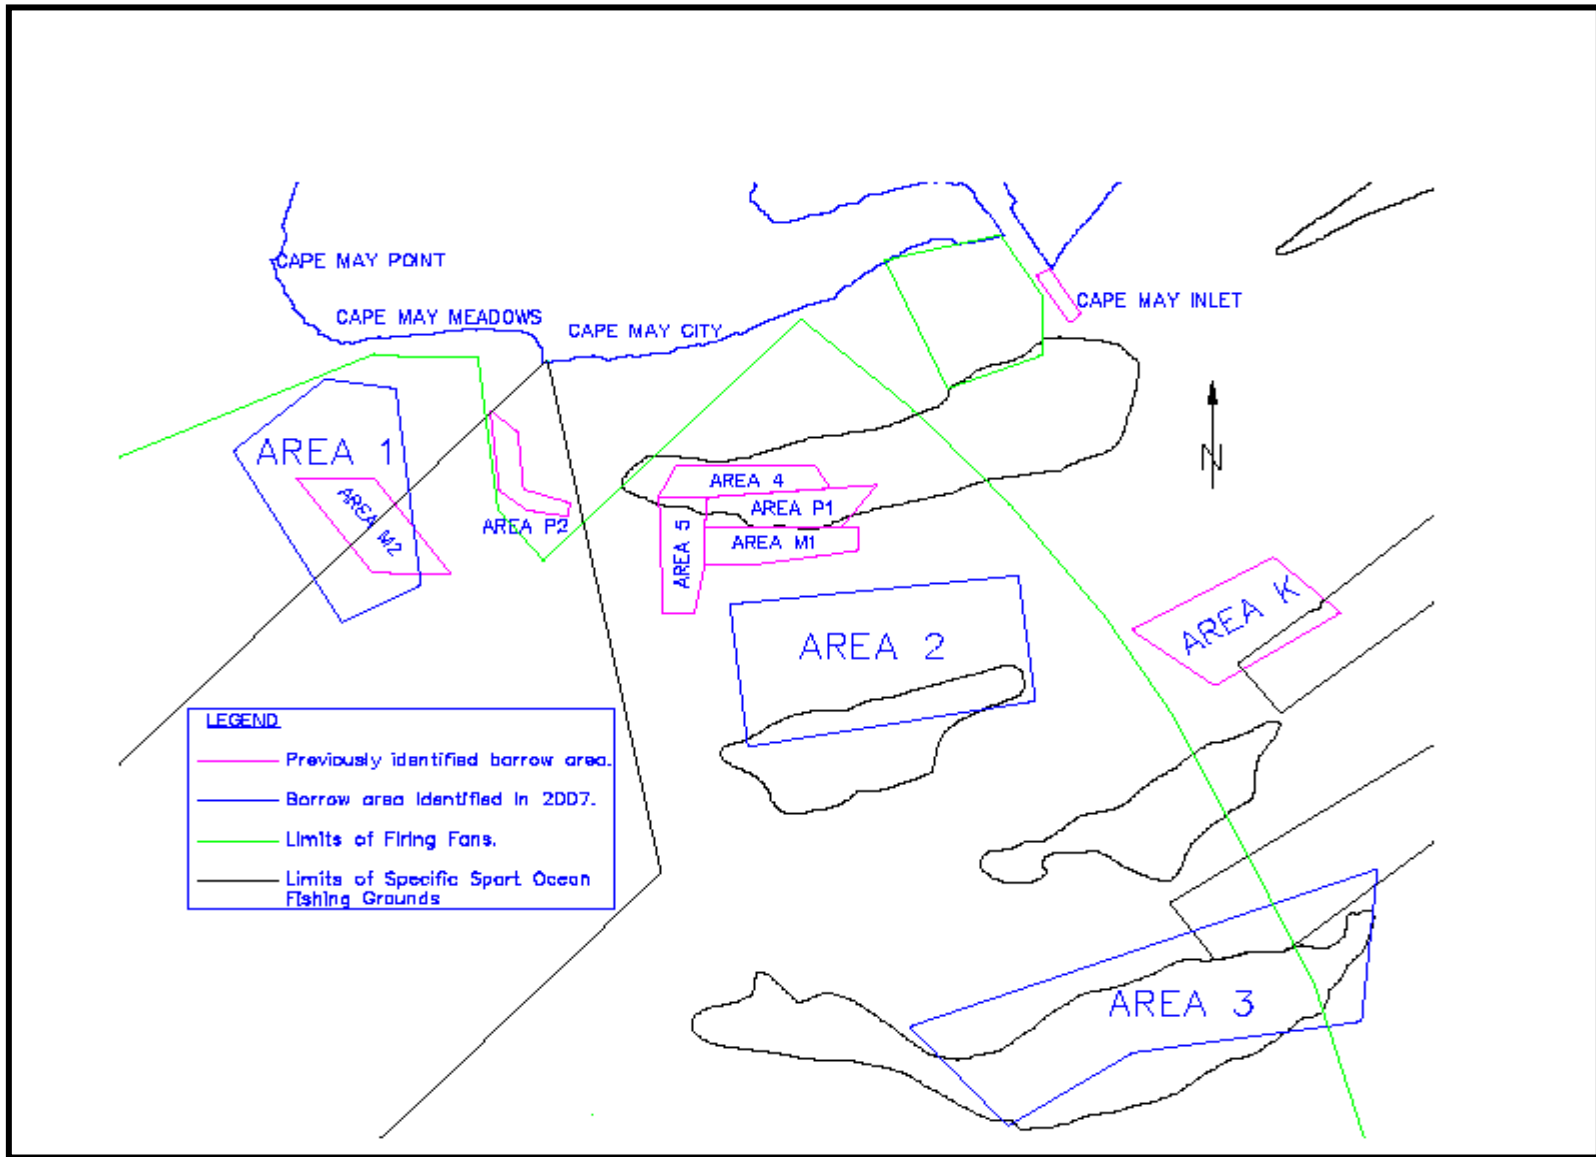 CAPE MAY POINT
CAPE MAY MEADOWS
CAPE MAY CITY
CAPE MAY INLET
AREA 1
AREA M2
AREA P2
AREA 4
AREA P1
AREA 5
AREA M1
N
AREA 2
AREA K
AREA 3
LEGEND
Previously identified borrow area.
Borrow area identified in 2007.
Limits of Firing Fans.
Limits of Specific Sport Ocean
Fishing Grounds